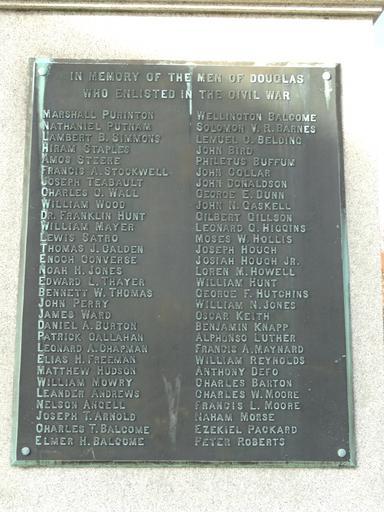 IN MEMORY OF THE MEN OF DOUGLAS
WHO ENLISTED IN THE CIVIL WAR
MARSHALL PURINTON
NATHANIEL PUTNAM
LAMBERT B. SIMMONS
HIRAM STAPLES
AMOS STEERE
FRANCIS A. STOCKWELL
JOSEPH TEABAULT
CHARLES O. WALL
WILLIAM WOOD
DR. FRANKLIN HUNT
WILLIAM MAYER
LEWIS SATRO
THOMAS J. CALDEN
ENOCH CONVERSE
NOAH H. JONES
EDWARD L. THAYER
BENNETT W. THOMAS
JOHN PERRY
JAMES WARD
DANIEL A. BURTON
PATRICK CALLAHAN
LEONARD A. CHAPMAN
ELIAS H. FREEMAN
MATTHEW HUDSON
WILLIAM MOWRY
LEANDER ANDREWS
NELSON ANGELL
JOSEPH T. ARNOLD
CHARLES T. BALCOME
ELMER H. BALCOME
WELLINGTON BALCOME
SOLOMON V. R. BARNES
LEMUEL O. BELDING
JOHN BIRD
PHILETUS BUFFUM
JOHN COLLAR
JOHN DONALDSON
GEORGE E. DUNN
JOHN N. GASKELL
GILBERT GILLSON
LEONARD G. HIGGINS
MOSES W. HOLLIS
JOSEPH HOUGH
JOSIAH HOUGH JR.
LOREN M. HOWELL
WILLIAM HUNT
GEORGE F. HUTCHINS
WILLIAM N. JONES
OSCAR KEITH
BENJAMIN KNAPP
ALPHONSO LUTHER
FRANCIS A. MAYNARD
WILLIAM REYNOLDS
ANTHONY DEFO
CHARLES BARTON
CHARLES W. MOORE
FRANCIS L. MOORE
NAHAM MORSE
EZEKIEL PACKARD
PETER ROBERTS